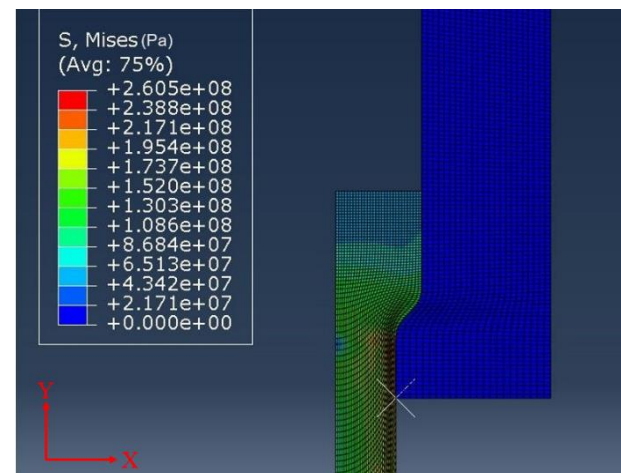 S, Mises(Pa)
(Avg: 75%)
+2.605e+08
+2.388e+08
+2.171e+08
+1.954e+08
+1.737e+08
+1.520e+08
+1.303e+08
+1.086e+08
+8.684e+07
+6.513e+07
+4.342e+07
+2.171e+07
+0.000e+00
Y
X